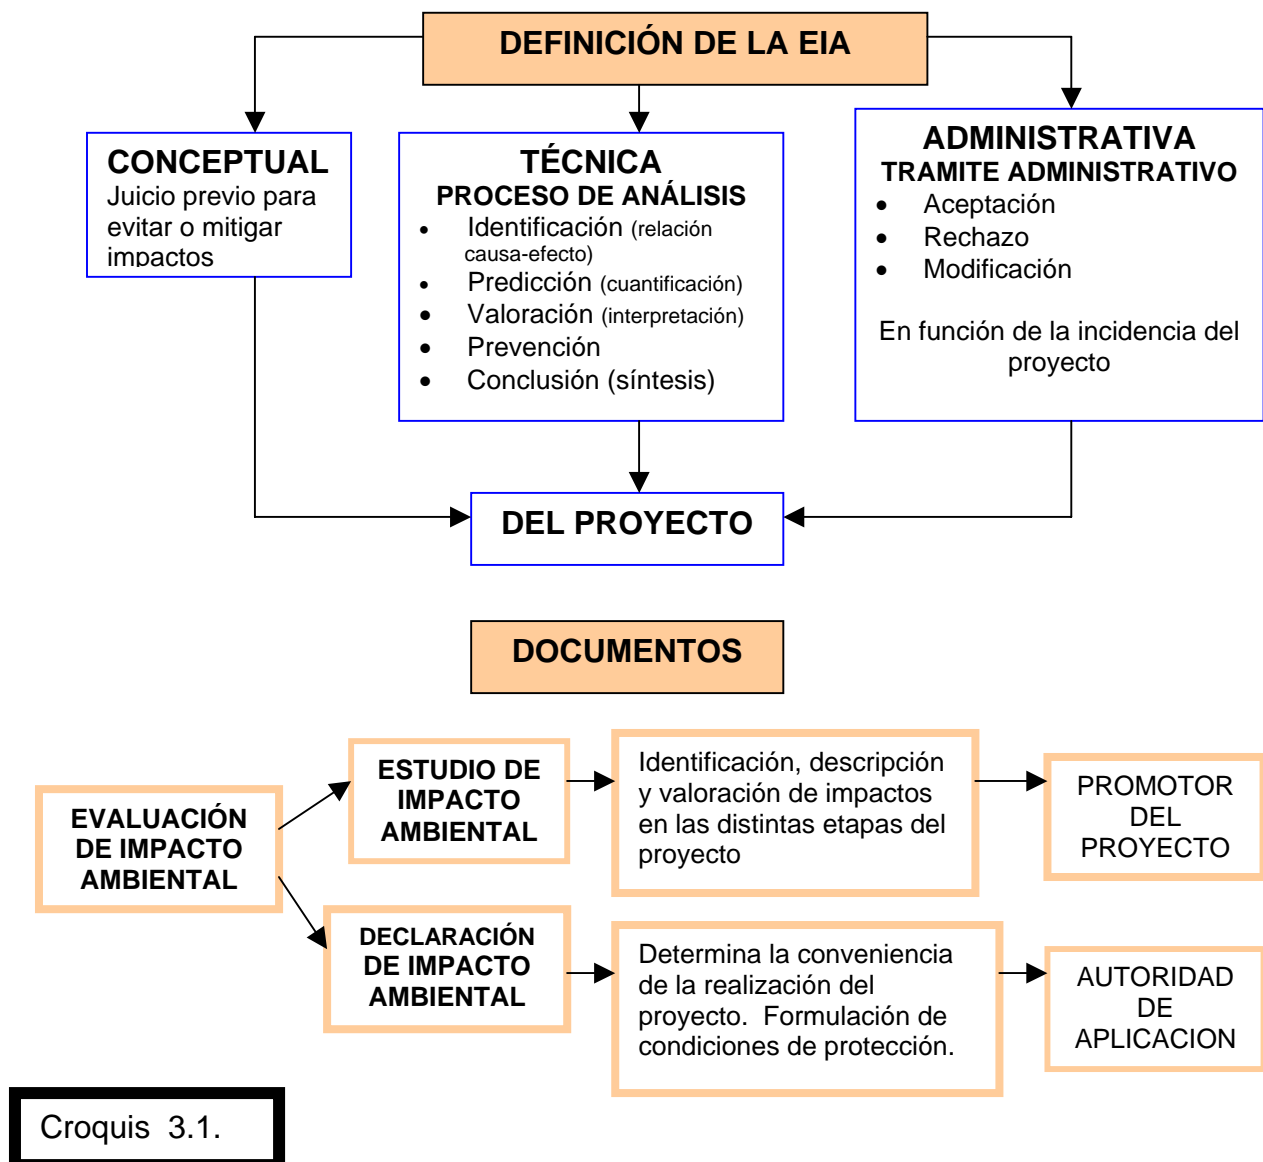 DEFINICIÓN DE LA EIA
CONCEPTUAL
Juicio previo para
evitar o mitigar
impactos
TÉCNICA
PROCESO DE ANÁLISIS
• Identificación (relación
causa-efecto)
• Predicción (cuantificación)
• Valoración (interpretación)
• Prevención
• Conclusión (síntesis)
ADMINISTRATIVA
TRAMITE ADMINISTRATIVO
• Aceptación
• Rechazo
• Modificación
En función de la incidencia del
proyecto
DEL PROYECTO
DOCUMENTOS
EVALUACIÓN
DE IMPACTO
AMBIENTAL
ESTUDIO DE
IMPACTO
AMBIENTAL
Identificación, descripción
y valoración de impactos
en las distintas etapas del
proyecto
PROMOTOR
DEL
PROYECTO
DECLARACIÓN
DE IMPACTO
AMBIENTAL
Determina la conveniencia
de la realización del
proyecto. Formulación de
condiciones de protección.
AUTORIDAD
DE
APLICACION
Croquis 3.1.